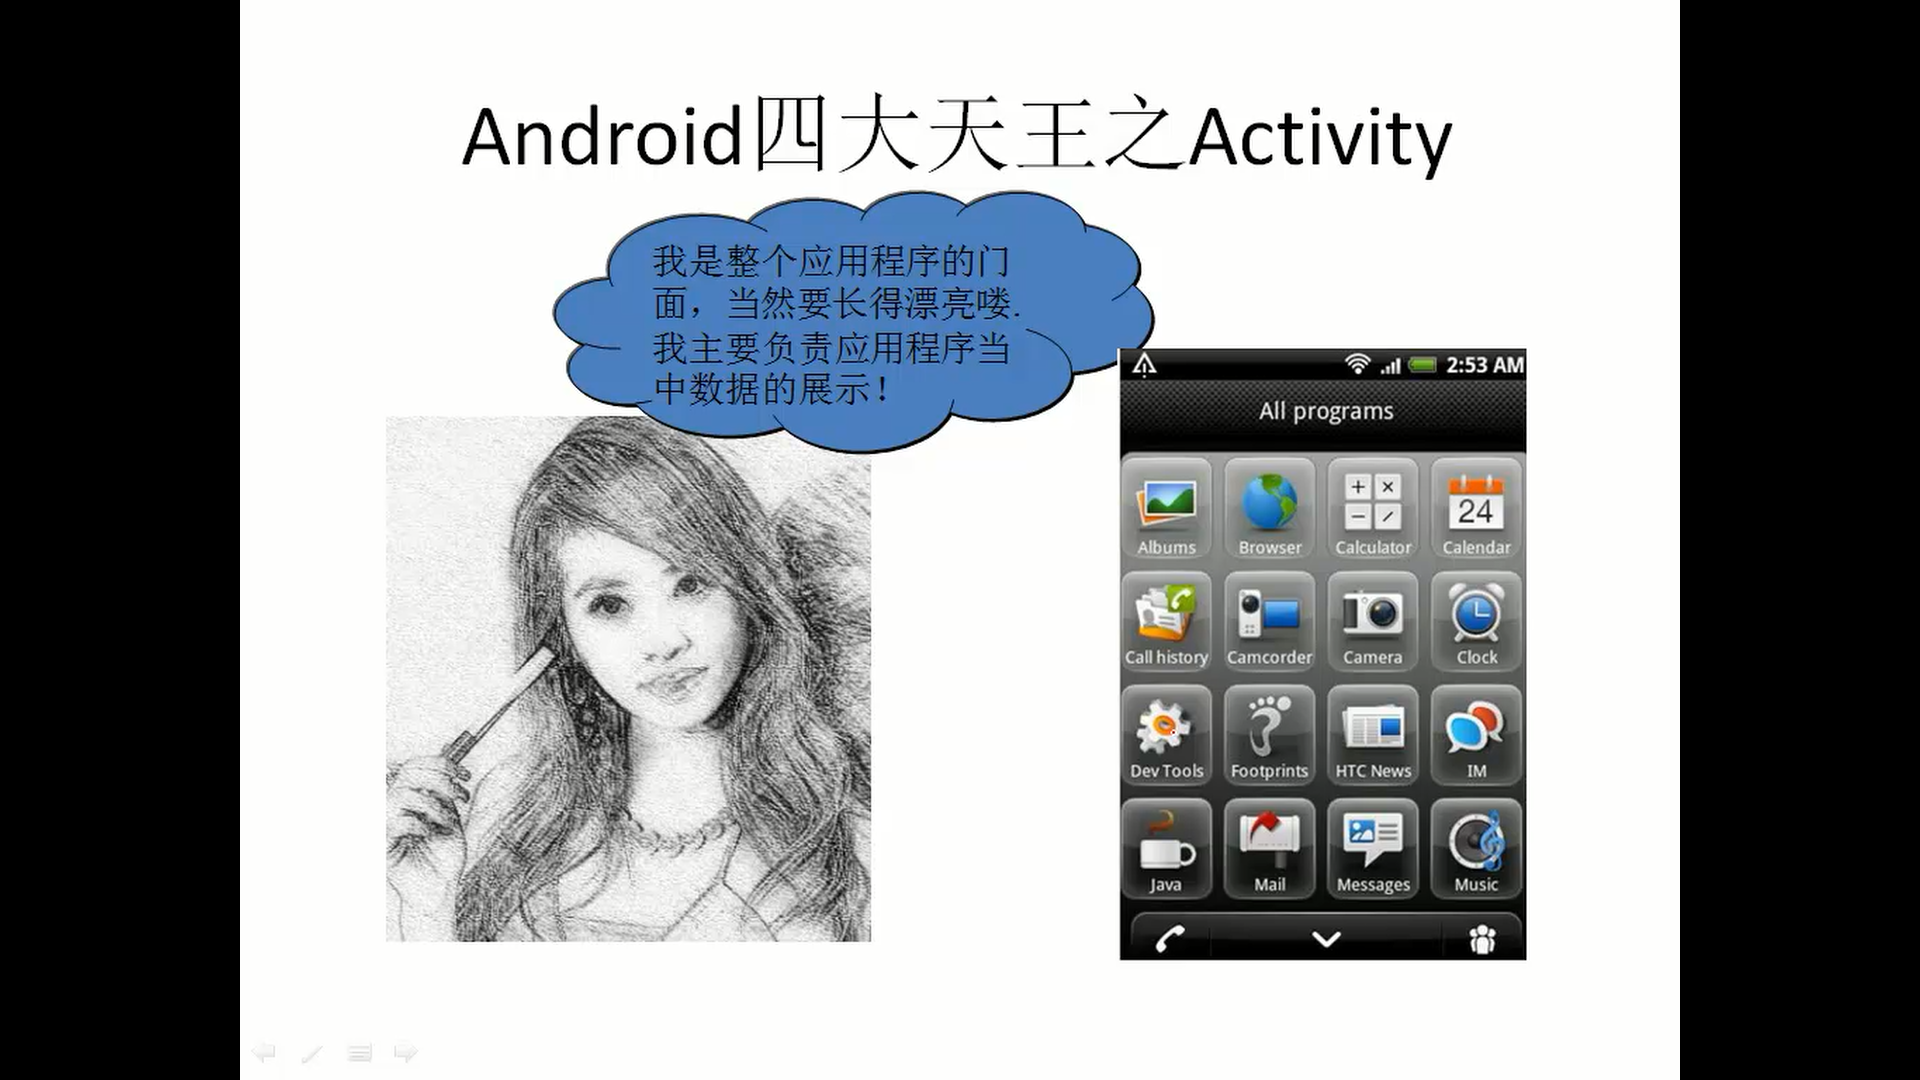 Android四大天王之Activity
我是整个应用程序的门
面，当然要长得漂亮喽.
我主要负责应用程序当
中数据的展示！
2:53 AM
All programs
Albums Browser Calculator Calendar
24
Call history Camcorder Camera Clock
Dev Tools Footprints HTC News IM
Java Mail Messages Music